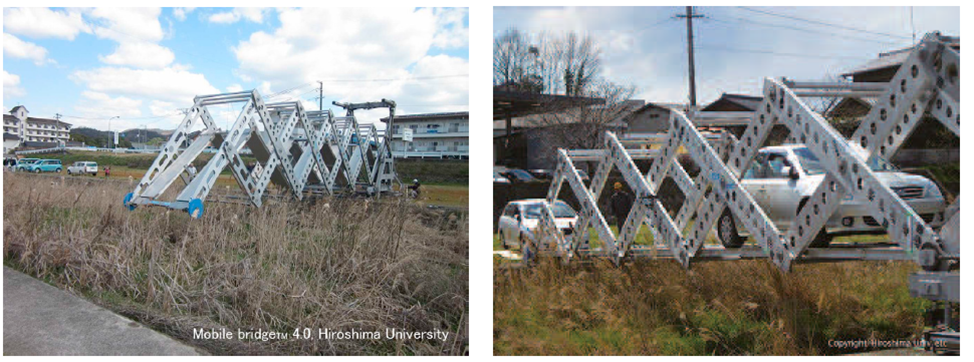 Mobile bridge™ 4.0, Hiroshima University
Copyright, Hiroshima Univ. etc